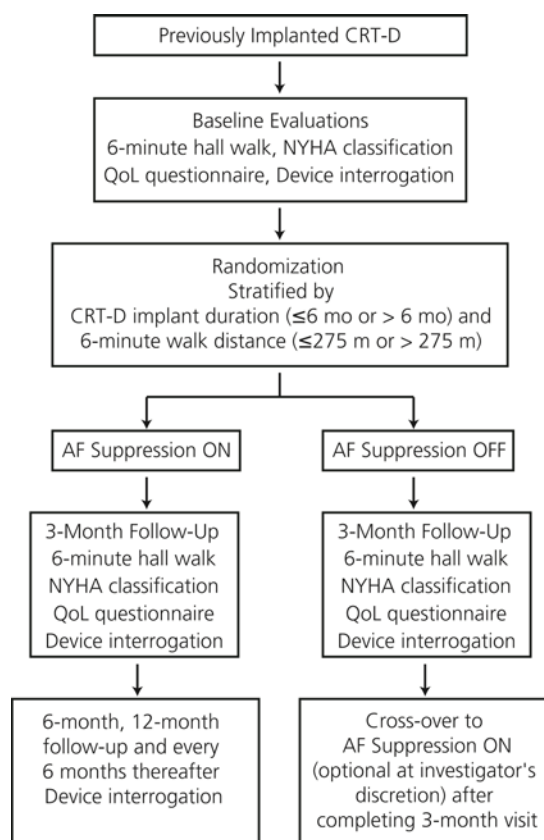 Previously Implanted CRT-D
Baseline Evaluations
6-minute hall walk, NYHA classification
QoL questionnaire, Device interrogation
Randomization
Stratified by
CRT-D implant duration (≤6 mo or > 6 mo) and
6-minute walk distance (≤275 m or > 275 m)
AF Suppression ON
3-Month Follow-Up
6-minute hall walk
NYHA classification
QoL questionnaire
Device interrogation
6-month, 12-month
follow-up and every
6 months thereafter
Device interrogation
AF Suppression OFF
3-Month Follow-Up
6-minute hall walk
NYHA classification
QoL questionnaire
Device interrogation
Cross-over to
AF Suppression ON
(optional at investigator's
discretion) after
completing 3-month visit